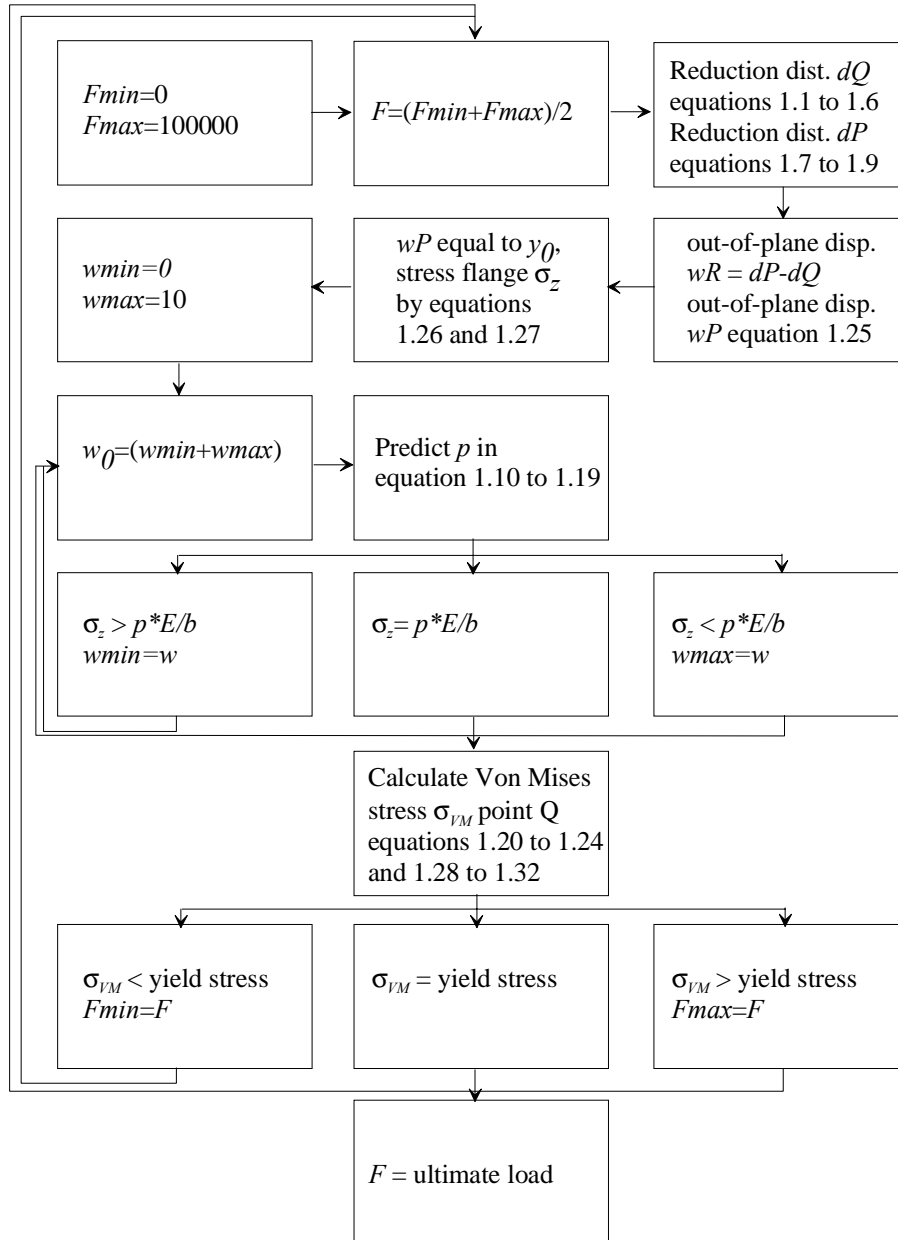 Fmin=0
Fmax=100000
F=(Fmin+Fmax)/2
Reduction dist. dQ
equations 1.1 to 1.6
Reduction dist. dP
equations 1.7 to 1.9
wmin=0
wmax=10
wP equal to y0,
stress flange σz
by equations
1.26 and 1.27
out-of-plane disp.
wR = dP-dQ
out-of-plane disp.
wP equation 1.25
w0=(wmin+wmax)
Predict p in
equation 1.10 to 1.19
σz > p*E/b
wmin=w
σz= p*E/b
σz < p*E/b
wmax=w
Calculate Von Mises
stress σVM point Q
equations 1.20 to 1.24
and 1.28 to 1.32
σVM < yield stress
Fmin=F
σVM = yield stress
σVM > yield stress
Fmax=F
F = ultimate load